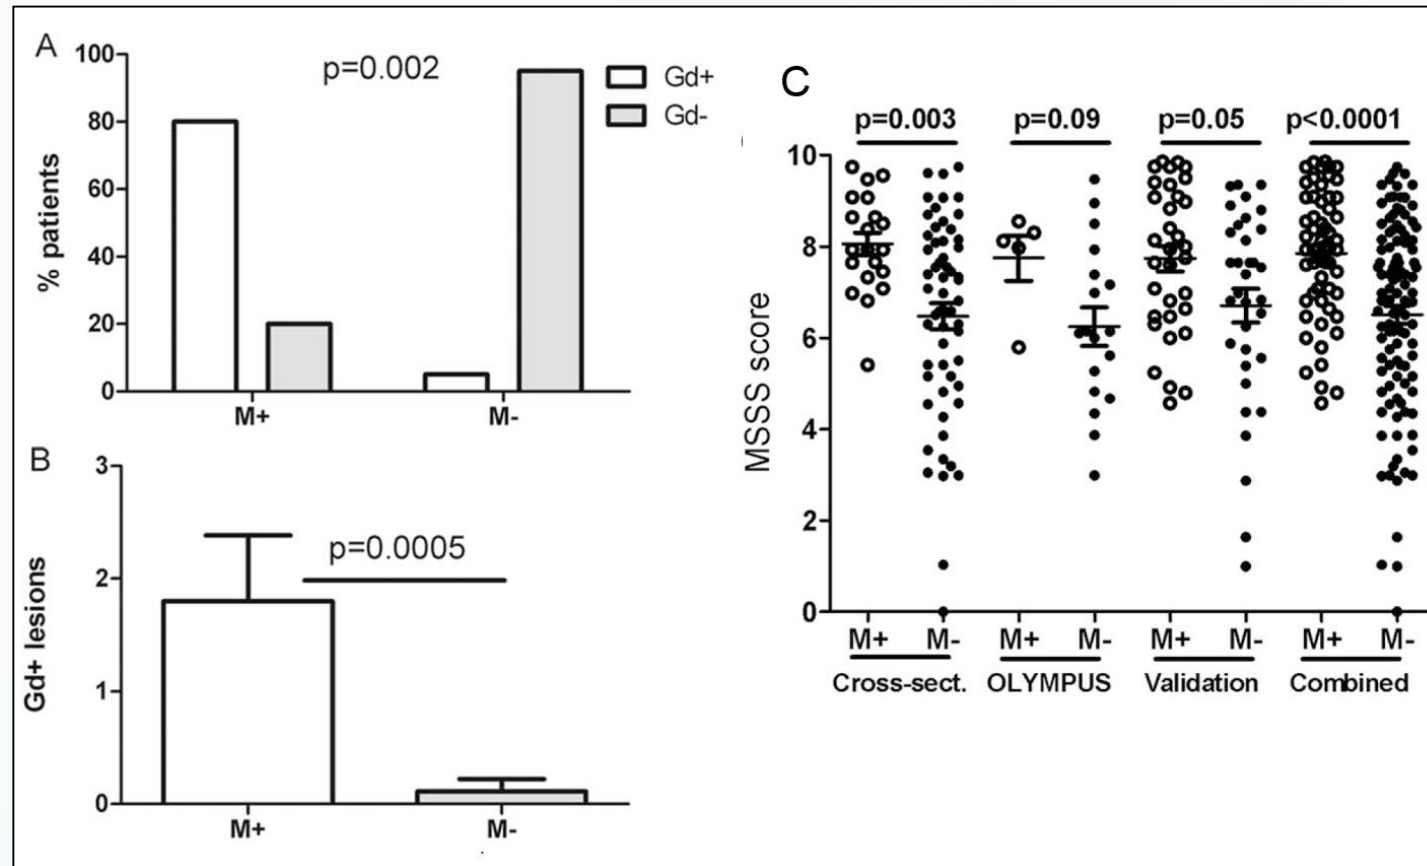 A
100
80
60
40
20
0
% patients
p=0.002
Gd+
Gd-
M+
M-
B
3
2
1
0
Gd+ lesions
p=0.0005
M+
M-
C
p=0.003
p=0.09
p=0.05
p<0.0001
10
8
6
4
2
0
MSSS score
M+ M- M+ M- M+ M- M+ M-
Cross-sect. OLYMPUS Validation Combined